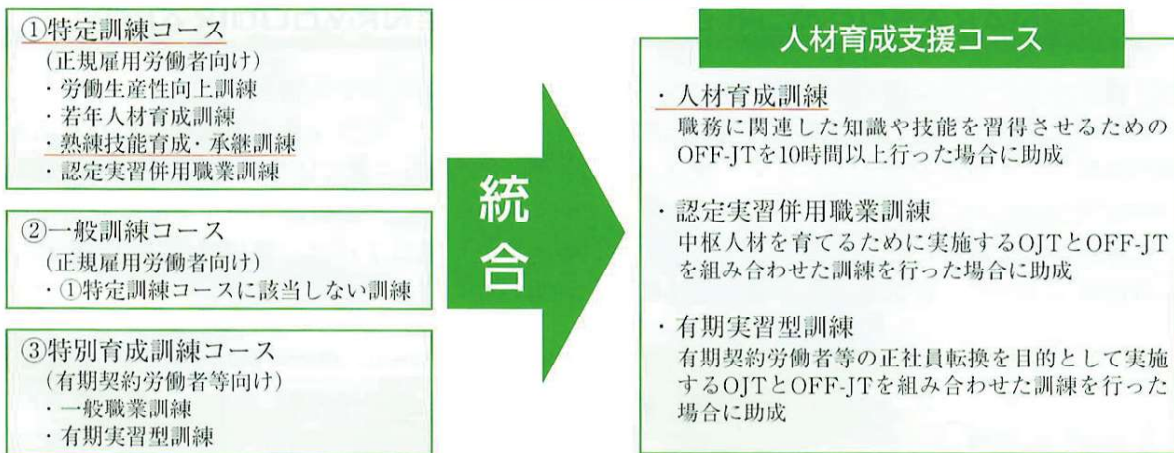 ①特定訓練コース
(正規雇用労働者向け)
・労働生産性向上訓練
・若年人材育成訓練
・熟練技能育成・承継訓練
・認定実習併用職業訓練
②一般訓練コース
(正規雇用労働者向け)
・①特定訓練コースに該当しない訓練
③特別育成訓練コース
(有期契約労働者等向け)
・一般職業訓練
・有期実習型訓練
統
合
人材育成支援コース
・人材育成訓練
職務に関連した知識や技能を習得させるための
OFF-JTを10時間以上行った場合に助成
・認定実習併用職業訓練
中枢人材を育てるために実施するOJTとOFF-JT
を組み合わせた訓練を行った場合に助成
・有期実習型訓練
有期契約労働者等の正社員転換を目的として実施
するOJTとOFF-JTを組み合わせた訓練を行った
場合に助成